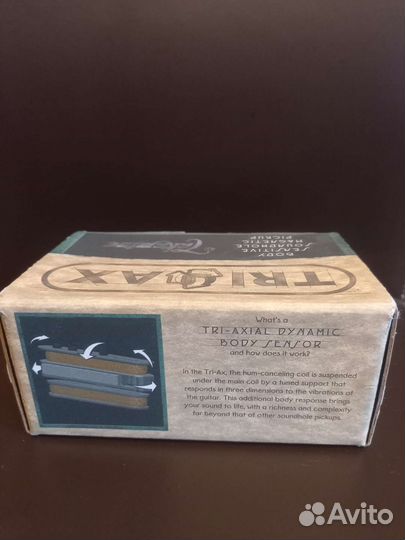 BODY
SENSITIVE
SOUNDHOLE
MAGNETIC
PICKUP
TRI AX
What's a
TRI-AXIAL DYNAMIC
BODY SENSOR
and how does it work?
In the Tri-Ax, the hum-canceling coil is suspended
under the main coil by a tuned support that
responds in three dimensions to the vibrations of
the guitar. This additional body response brings
your sound to life, with a richness and complexity
far beyond that of other soundhole pickups.
Avito